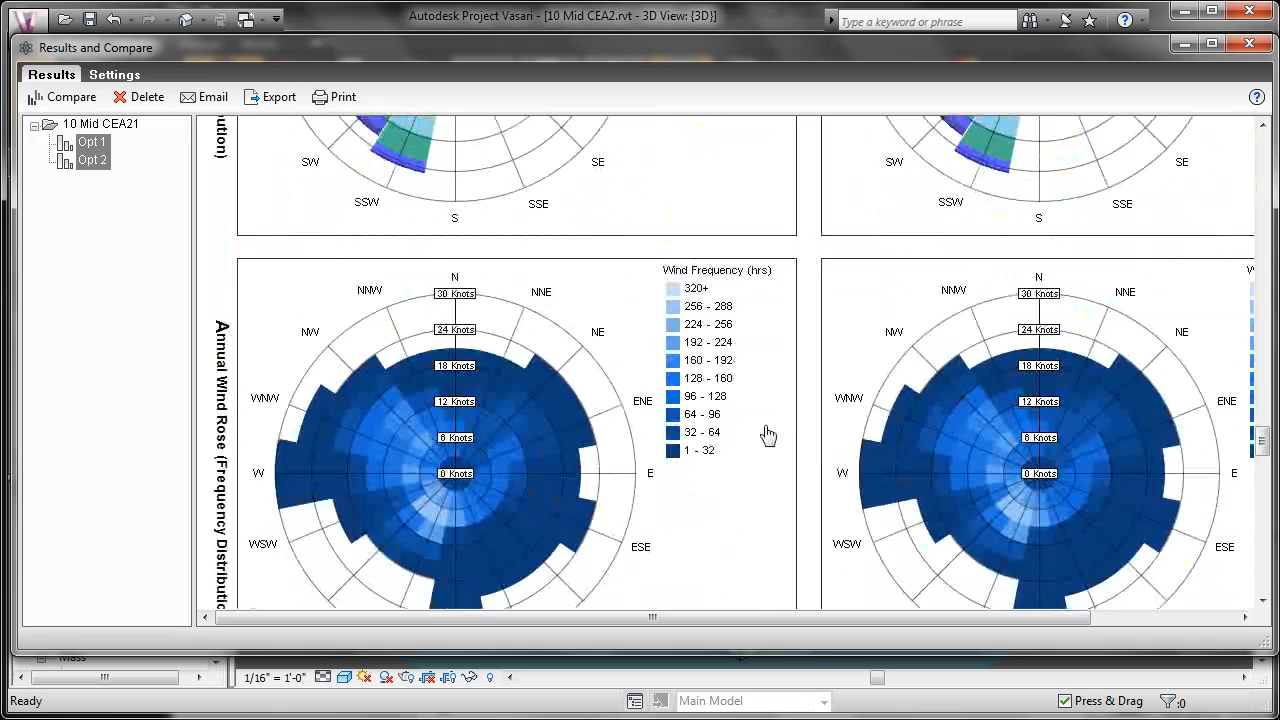 Autodesk Project Vasari - [10 Mid CEA2.rvt - 3D View: {3D}]
Type a keyword or phrase
Results and Compare
Results Settings
Compare Delete Email Export Print
10 Mid CEA21
Opt 1
Opt 2
bution)
SW SE
SSW SSE
S
SW SE
SSW SSE
S
Annual Wind Rose (Frequency Distributio
N
NNW 30 Knots NNE
NW 24 Knots NE
18 Knots
WNW 12 Knots ENE
6 Knots
W 0 Knots E
WSW ESE
Wind Frequency (hrs)
320+
256 - 288
224 - 256
192 - 224
160 - 192
128 - 160
96 - 128
64 - 96
32 - 64
1 - 32
N
NNW 30 Knots NNE
NW 24 Knots NE
18 Knots
WNW 12 Knots ENE
6 Knots
W 0 Knots E
WSW ESE
Mass
1/16" = 1'-0"
Ready
Main Model
Press & Drag
:0